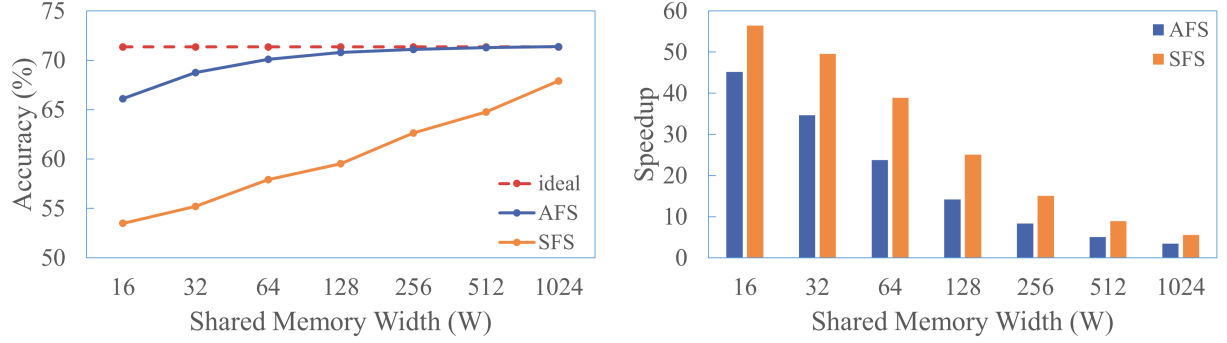 75
70
65
60
55
50
Accuracy (%)
ideal
AFS
SFS
16 32 64 128 256 512 1024
Shared Memory Width (W)
60
50
40
30
20
10
0
Speedup
AFS
SFS
16 32 64 128 256 512 1024
Shared Memory Width (W)